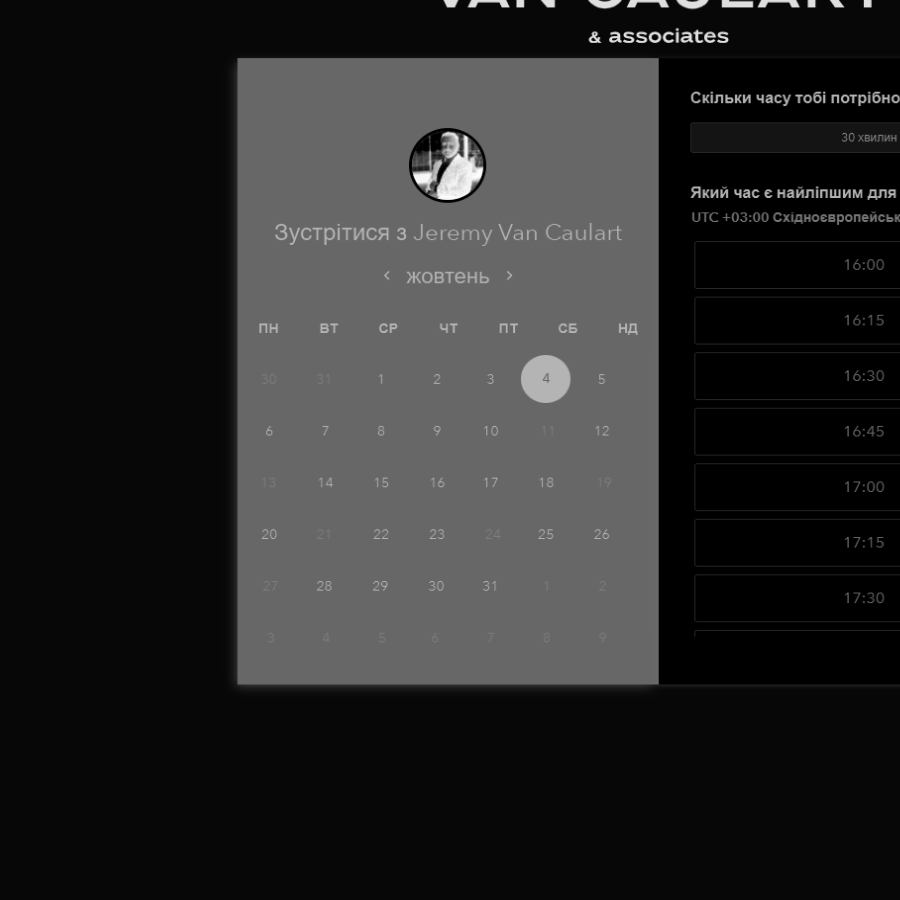 VAN CAULART
& associates
Зустрітися з Jeremy Van Caulart
жовтень
ПН ВТ СР ЧТ ПТ СБ НД
30 31 1 2 3 4 5
6 7 8 9 10 11 12
13 14 15 16 17 18 19
20 21 22 23 24 25 26
27 28 29 30 31 1 2
3 4 5 6 7 8 9
Скільки часу тобі потрібно
30 хвилин
Який час є найліпшим для
UTC +03:00
16:00
16:15
16:30
16:45
17:00
17:15
17:30